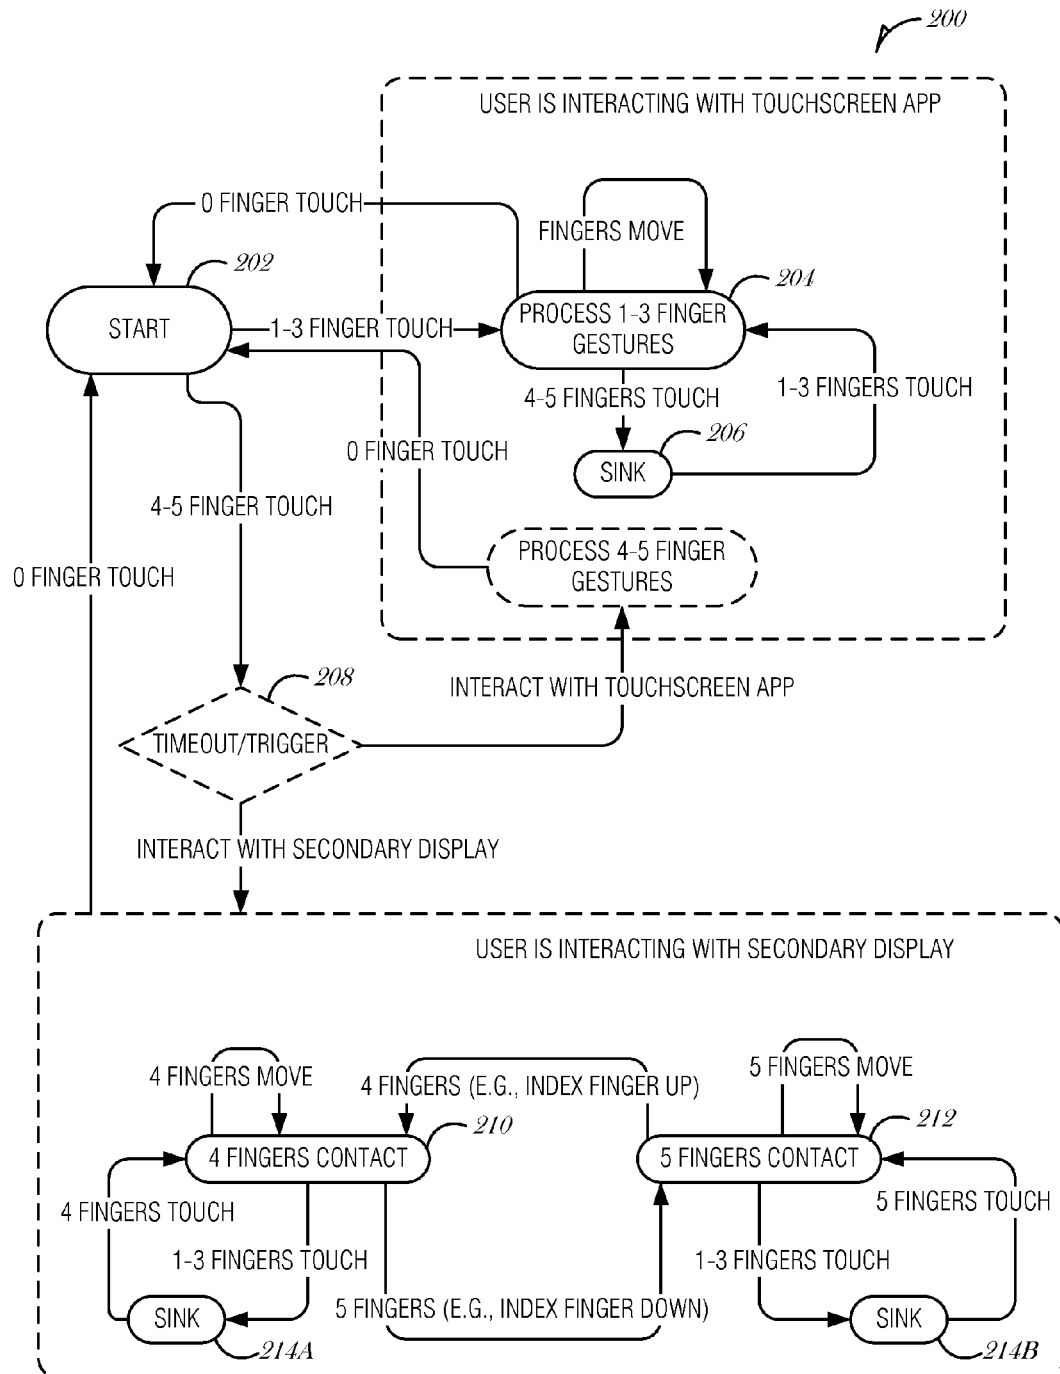 200
USER IS INTERACTING WITH TOUCHSCREEN APP
0 FINGER TOUCH
FINGERS MOVE
202
204
START
1-3 FINGER TOUCH
PROCESS 1-3 FINGER
GESTURES
4-5 FINGERS TOUCH
1-3 FINGERS TOUCH
206
0 FINGER TOUCH
SINK
4-5 FINGER TOUCH
PROCESS 4-5 FINGER
GESTURES
0 FINGER TOUCH
208
INTERACT WITH TOUCHSCREEN APP
TIMEOUT/TRIGGER
INTERACT WITH SECONDARY DISPLAY
USER IS INTERACTING WITH SECONDARY DISPLAY
4 FINGERS MOVE
4 FINGERS (E.G., INDEX FINGER UP)
5 FINGERS MOVE
210
212
4 FINGERS CONTACT
5 FINGERS CONTACT
4 FINGERS TOUCH
5 FINGERS TOUCH
1-3 FINGERS TOUCH
1-3 FINGERS TOUCH
SINK
5 FINGERS (E.G., INDEX FINGER DOWN)
SINK
214A
214B